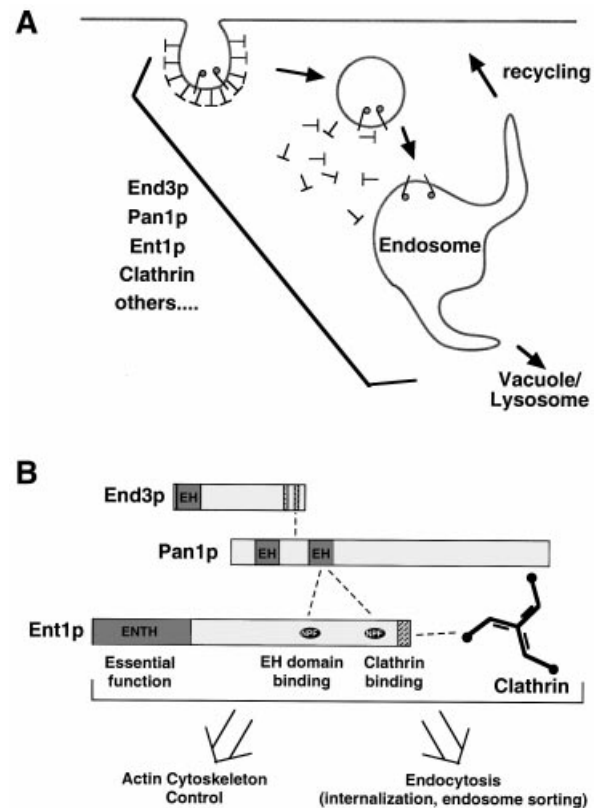 A
recycling
End3p
Pan1p
Ent1p
Clathrin
others....
Endosome
Vacuole/
Lysosome
B
End3p
EH
Pan1p
EH
EH
Ent1p
ENTH
NPF
NPF
Essential
function
EH domain
binding
Clathrin
binding
Clathrin
Actin Cytoskeleton
Control
Endocytosis
(internalization, endosome sorting)